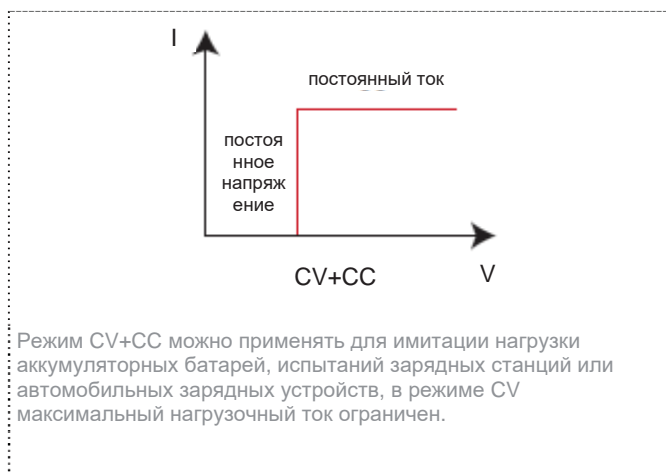 I
постоянный ток
постоя
нное
напряж
ение
CV+CC
V
Режим CV+CC можно применять для имитации нагрузки
аккумуляторных батарей, испытаний зарядных станций или
автомобильных зарядных устройств, в режиме CV
максимальный нагрузочный ток ограничен.